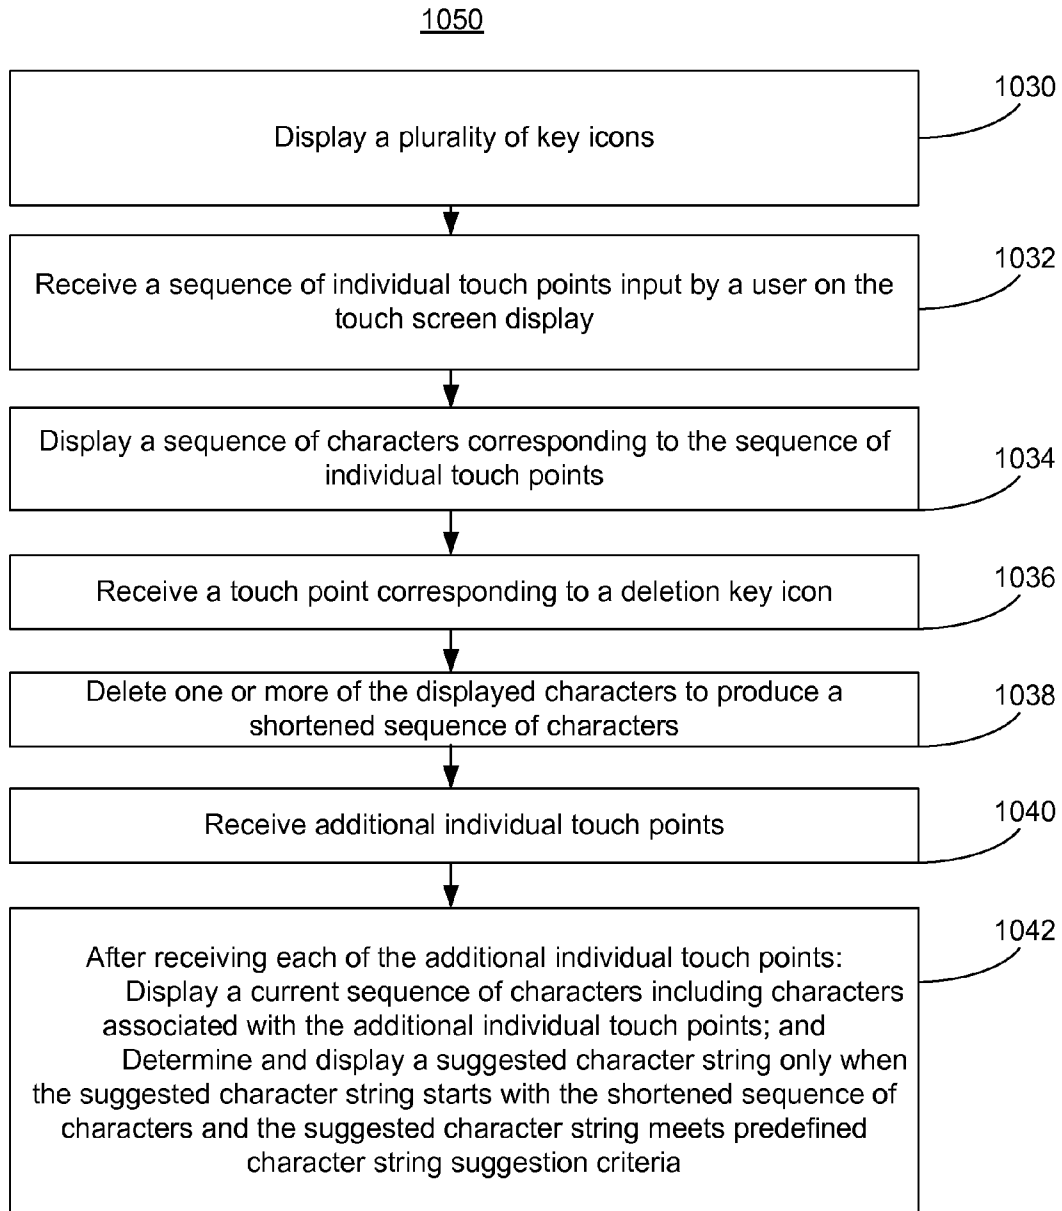 1050
1030
Display a plurality of key icons
1032
Receive a sequence of individual touch points input by a user on the
touch screen display
1034
Display a sequence of characters corresponding to the sequence of
individual touch points
1036
Receive a touch point corresponding to a deletion key icon
1038
Delete one or more of the displayed characters to produce a
shortened sequence of characters
1040
Receive additional individual touch points
1042
After receiving each of the additional individual touch points:
Display a current sequence of characters including characters
associated with the additional individual touch points; and
Determine and display a suggested character string only when
the suggested character string starts with the shortened sequence of
characters and the suggested character string meets predefined
character string suggestion criteria